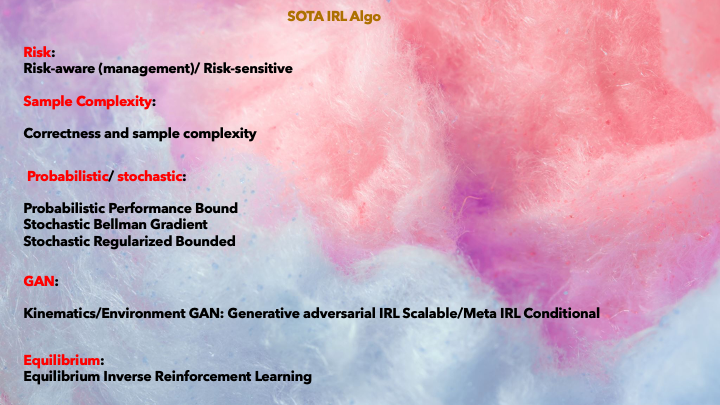 SOTA IRL Algo
Risk:
Risk-aware (management)/ Risk-sensitive
Sample Complexity:
Correctness and sample complexity
Probabilistic/ stochastic:
Probabilistic Performance Bound
Stochastic Bellman Gradient
Stochastic Regularized Bounded
GAN:
Kinematics/Environment GAN: Generative adversarial IRL Scalable/Meta IRL Conditional
Equilibrium:
Equilibrium Inverse Reinforcement Learning